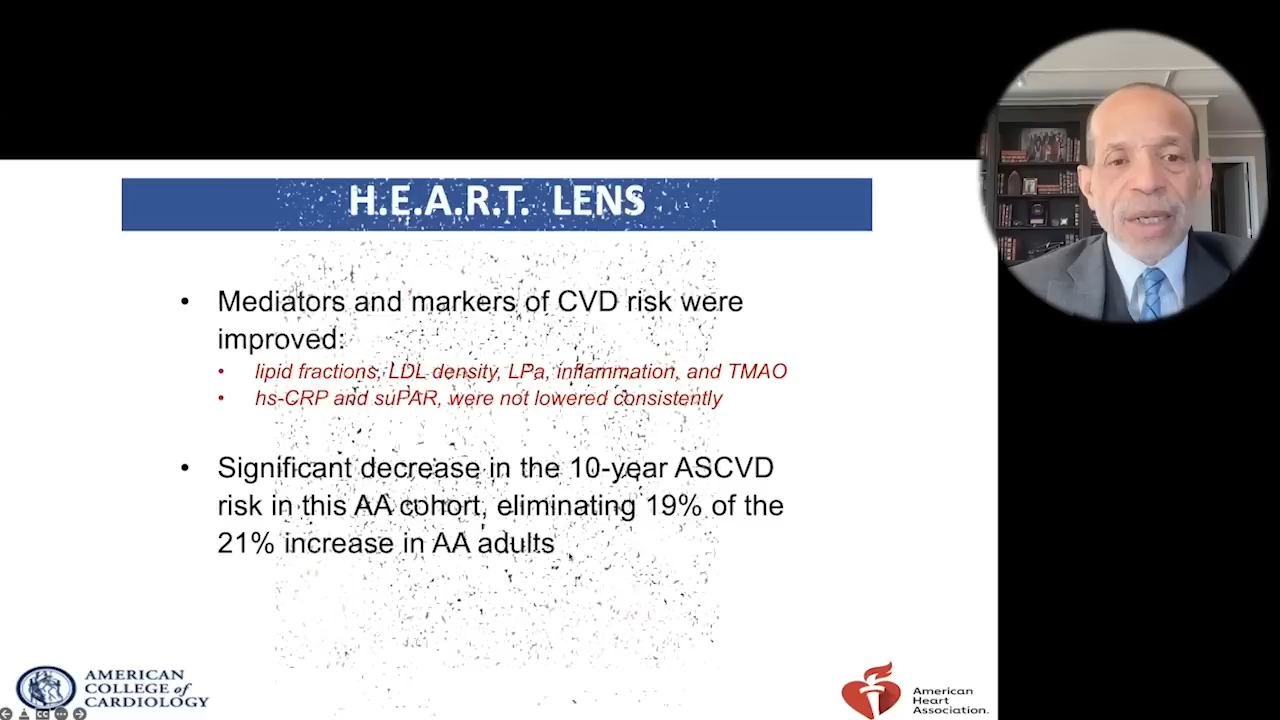 H.E.A.R.T. LENS
• Mediators and markers of CVD risk were
improved:
• lipid fractions, LDL density, LPa, inflammation, and TMAO
• hs-CRP and suPAR, were not lowered consistently
• Significant decrease in the 10-year ASCVD
risk in this AA cohort, eliminating 19% of the
21% increase in AA adults
AMERICAN
COLLEGE of
CARDIOLOGY
American
Heart
Association.
CC